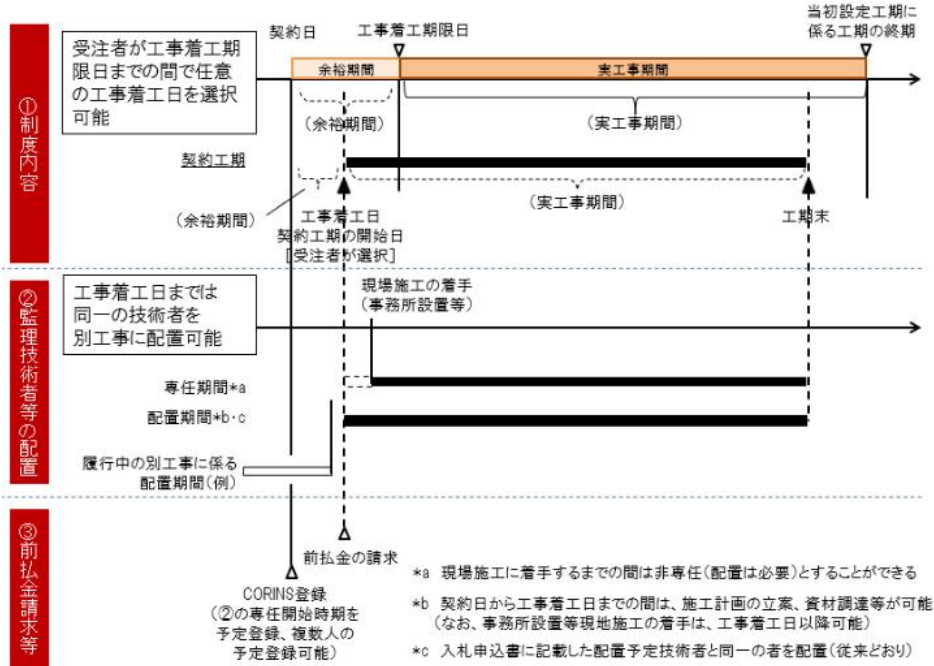 ①制度内容
受注者が工事着工期
限日までの間で任意
の工事着工日を選択
可能
契約日
工事着工期限日
当初設定工期に
係る工期の終期
余裕期間
実工事期間
(余裕期間)
(実工事期間)
契約工期
(余裕期間)
(実工事期間)
工事着工日
契約工期の開始日
[受注者が選択]
工期末
②監理技術者等の配置
工事着工日までは
同一の技術者を
別工事に配置可能
現場施工の着手
(事務所設置等)
専任期間*a
配置期間*b・c
履行中の別工事に係る
配置期間(例)
③前払金請求等
前払金の請求
CORINS登録
(②の専任開始時期を
予定登録、複数人の
予定登録可能)
*a 現場施工に着手するまでの間は非専任(配置は必要)とすることができる
*b 契約日から工事着工日までの間は、施工計画の立案、資材調達等が可能
(なお、事務所設置等現地施工の着手は、工事着工日以降可能)
*c 入札申込書に記載した配置予定技術者と同一の者を配置(従来どおり)